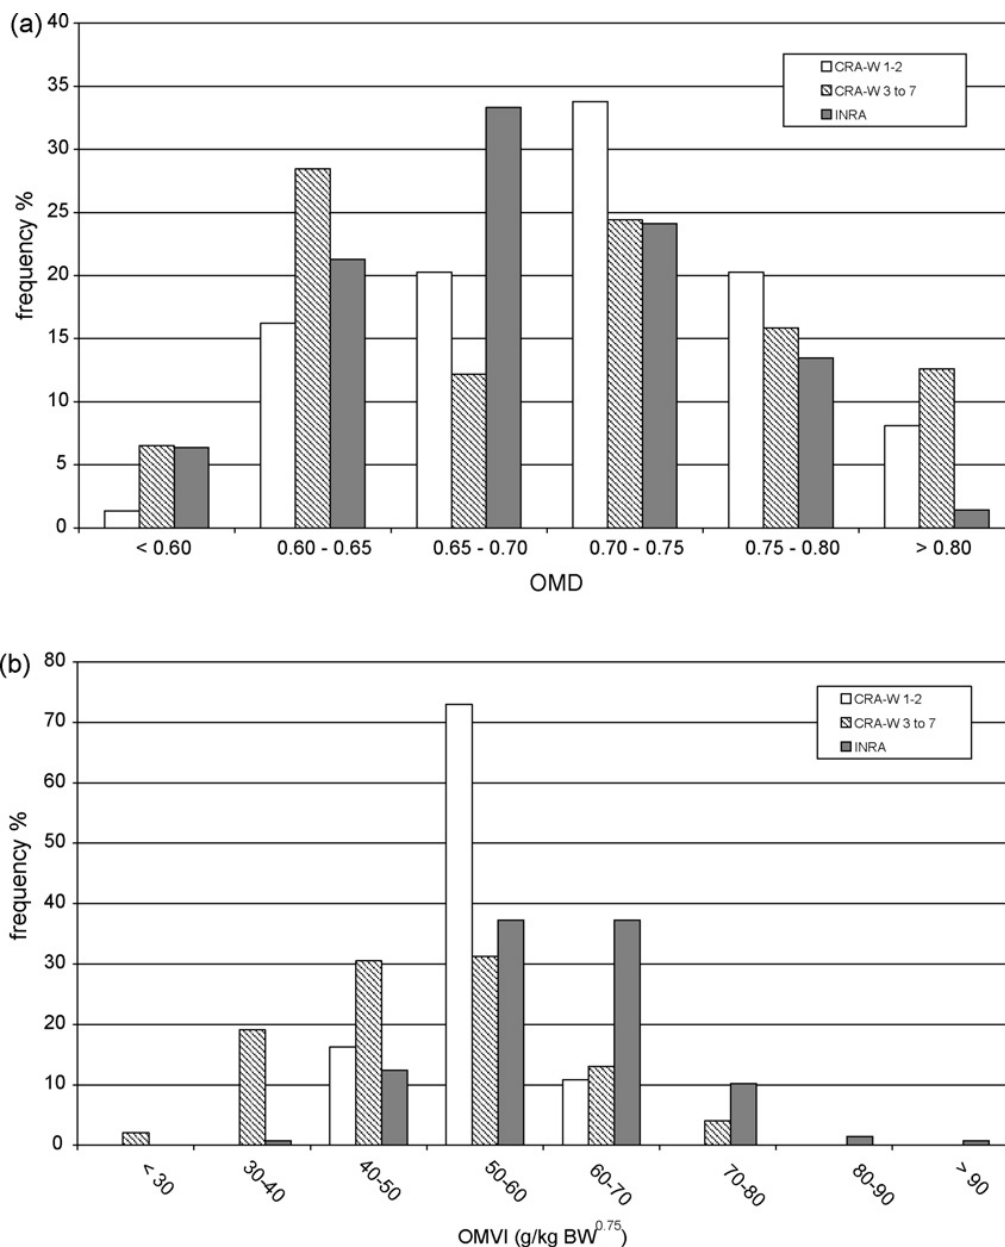 (a)
40
35
30
25
20
15
10
5
0
frequency %
CRA-W 1-2
CRA-W 3 to 7
INRA
< 0.60 0.60 - 0.65 0.65 - 0.70 0.70 - 0.75 0.75 - 0.80 > 0.80
OMD
(b)
80
70
60
50
40
30
20
10
0
frequency %
CRA-W 1-2
CRA-W 3 to 7
INRA
< 30 30-40 40-50 50-60 60-70 70-80 80-90 > 90
OMVI (g/kg BW^0.75)